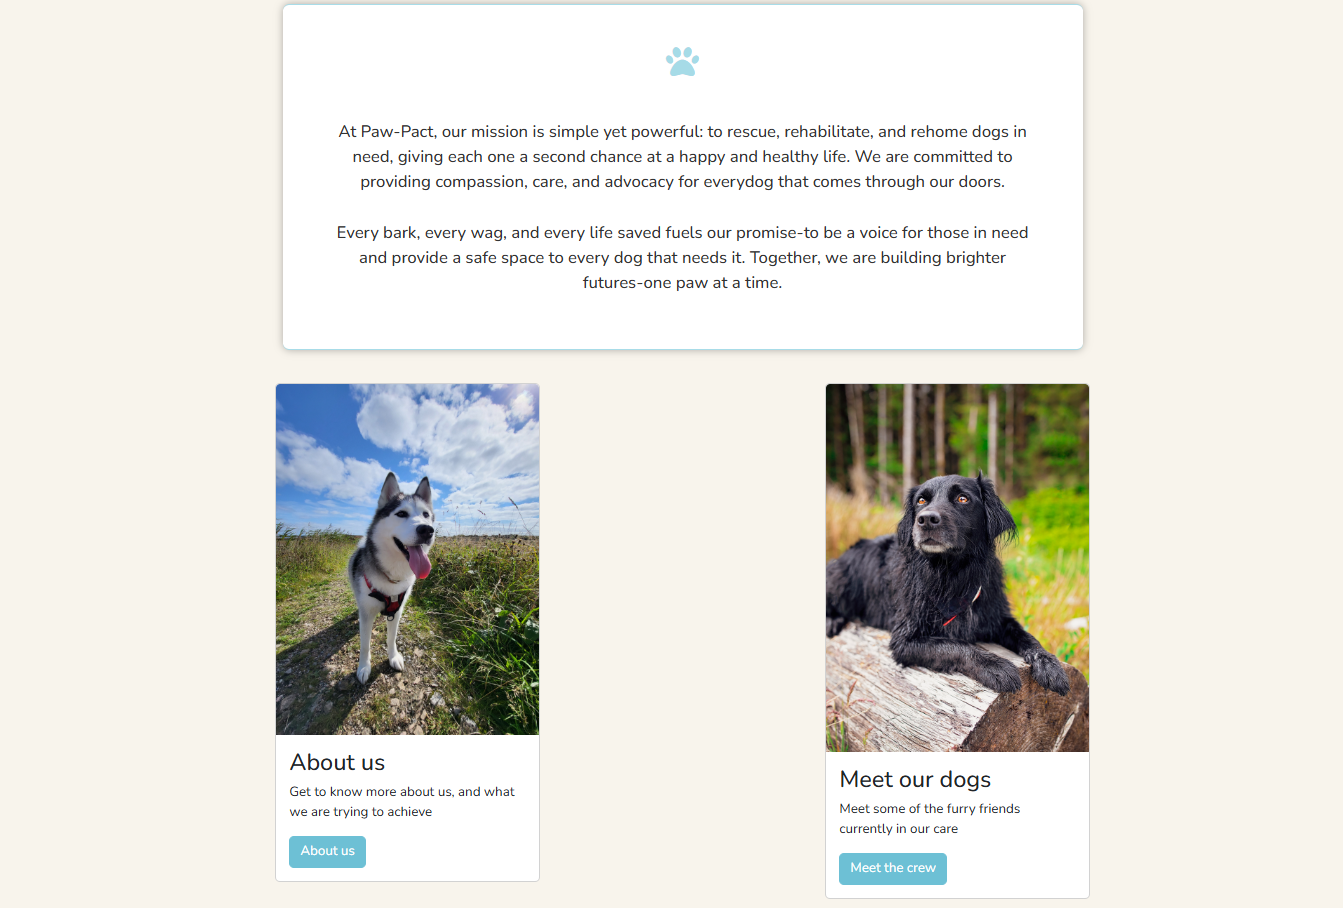 At Paw-Pact, our mission is simple yet powerful: to rescue, rehabilitate, and rehome dogs in
need, giving each one a second chance at a happy and healthy life. We are committed to
providing compassion, care, and advocacy for everydog that comes through our doors.
Every bark, every wag, and every life saved fuels our promise-to be a voice for those in need
and provide a safe space to every dog that needs it. Together, we are building brighter
futures-one paw at a time.
About us
Get to know more about us, and what
we are trying to achieve
About us
Meet our dogs
Meet some of the furry friends
currently in our care
Meet the crew